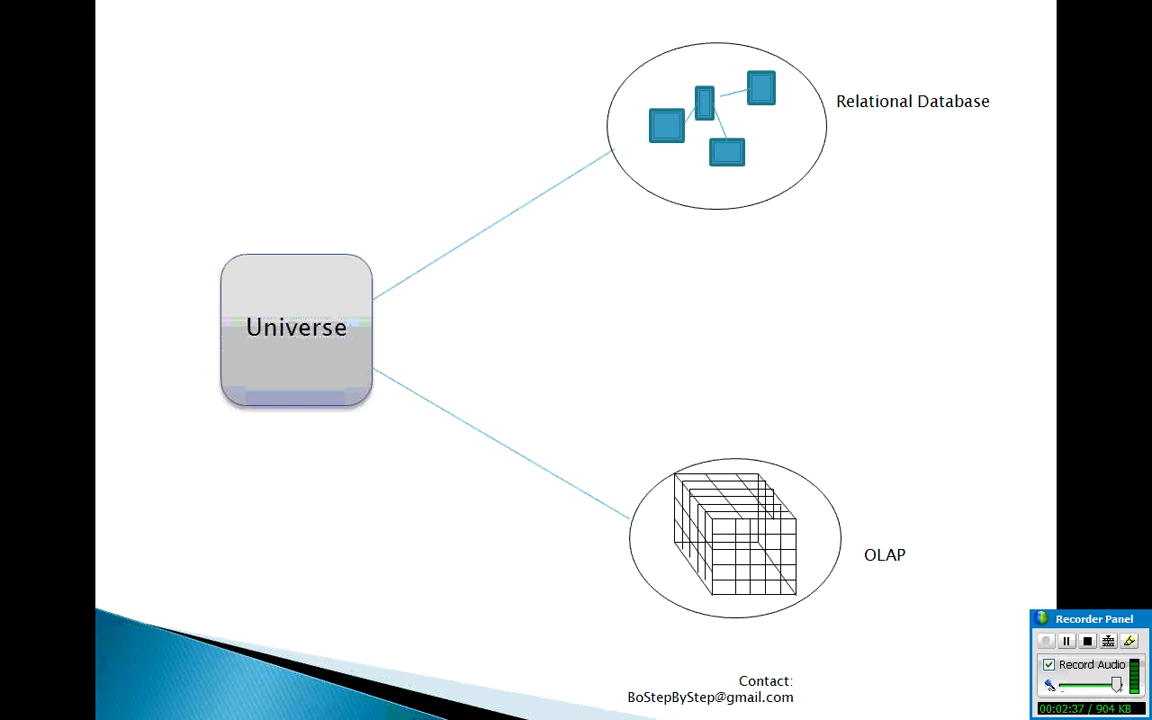 Relational Database
Universe
OLAP
Contact:
BoStepByStep@gmail.com
Recorder Panel
Record Audio
00:02:37 / 904 KB